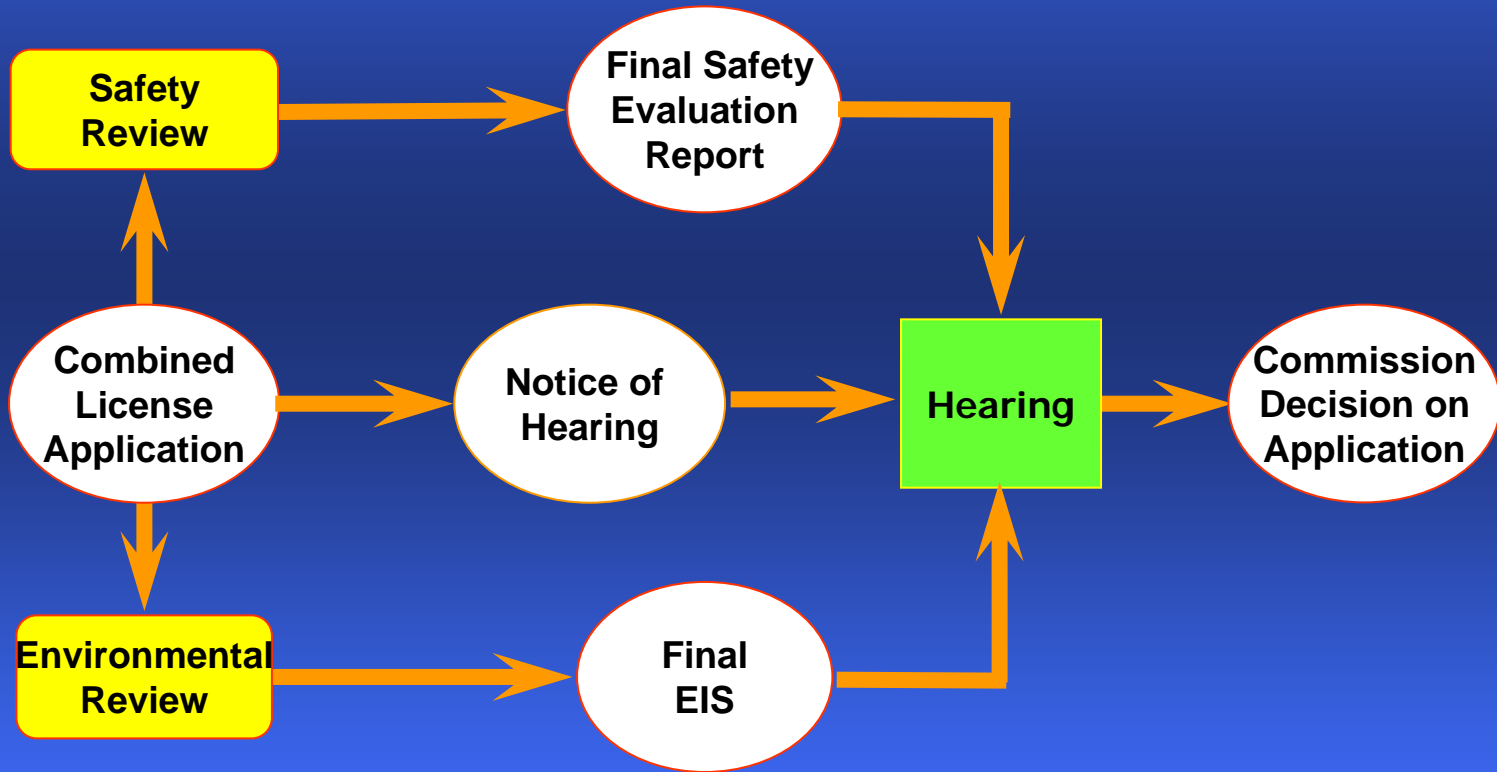 Safety
Review
Final Safety
Evaluation
Report
Combined
License
Application
Notice of
Hearing
Hearing
Commission
Decision on
Application
Environmental
Review
Final
EIS